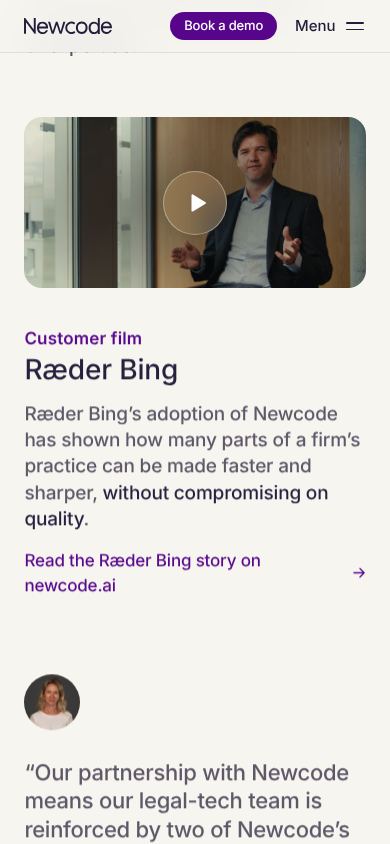 Newcode
Book a demo
Menu
Customer film
Ræder Bing
Ræder Bing’s adoption of Newcode
has shown how many parts of a firm’s
practice can be made faster and
sharper, without compromising on
quality.
Read the Ræder Bing story on
newcode.ai
“Our partnership with Newcode
means our legal-tech team is
reinforced by two of Newcode’s